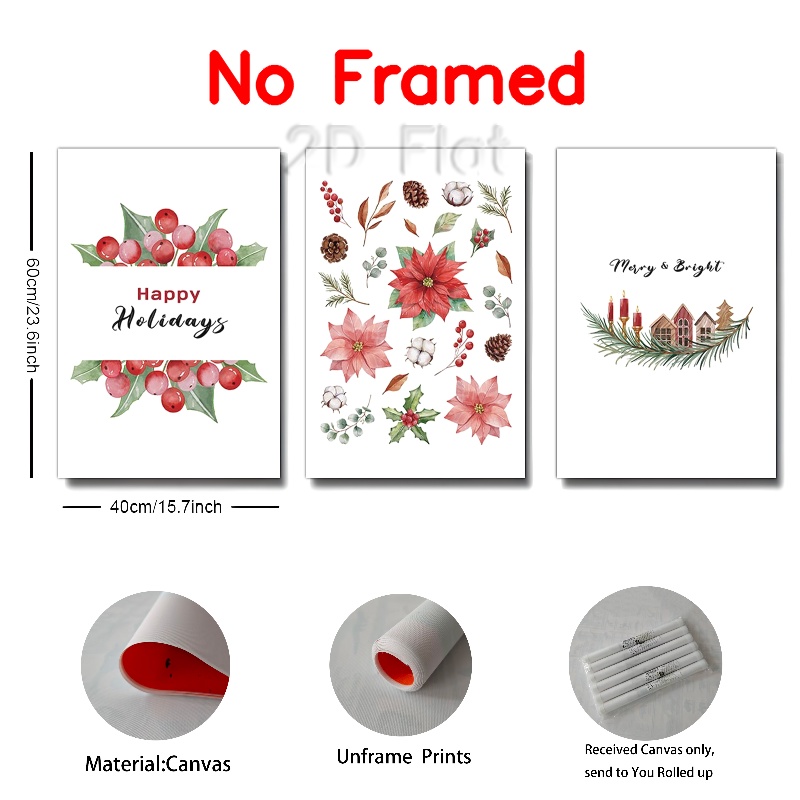 No Framed
2D Flat
60cm/23.6inch
Happy
Holidays
Merry & Bright
40cm/15.7inch
Material:Canvas
Unframe Prints
Received Canvas only,
send to You Rolled up